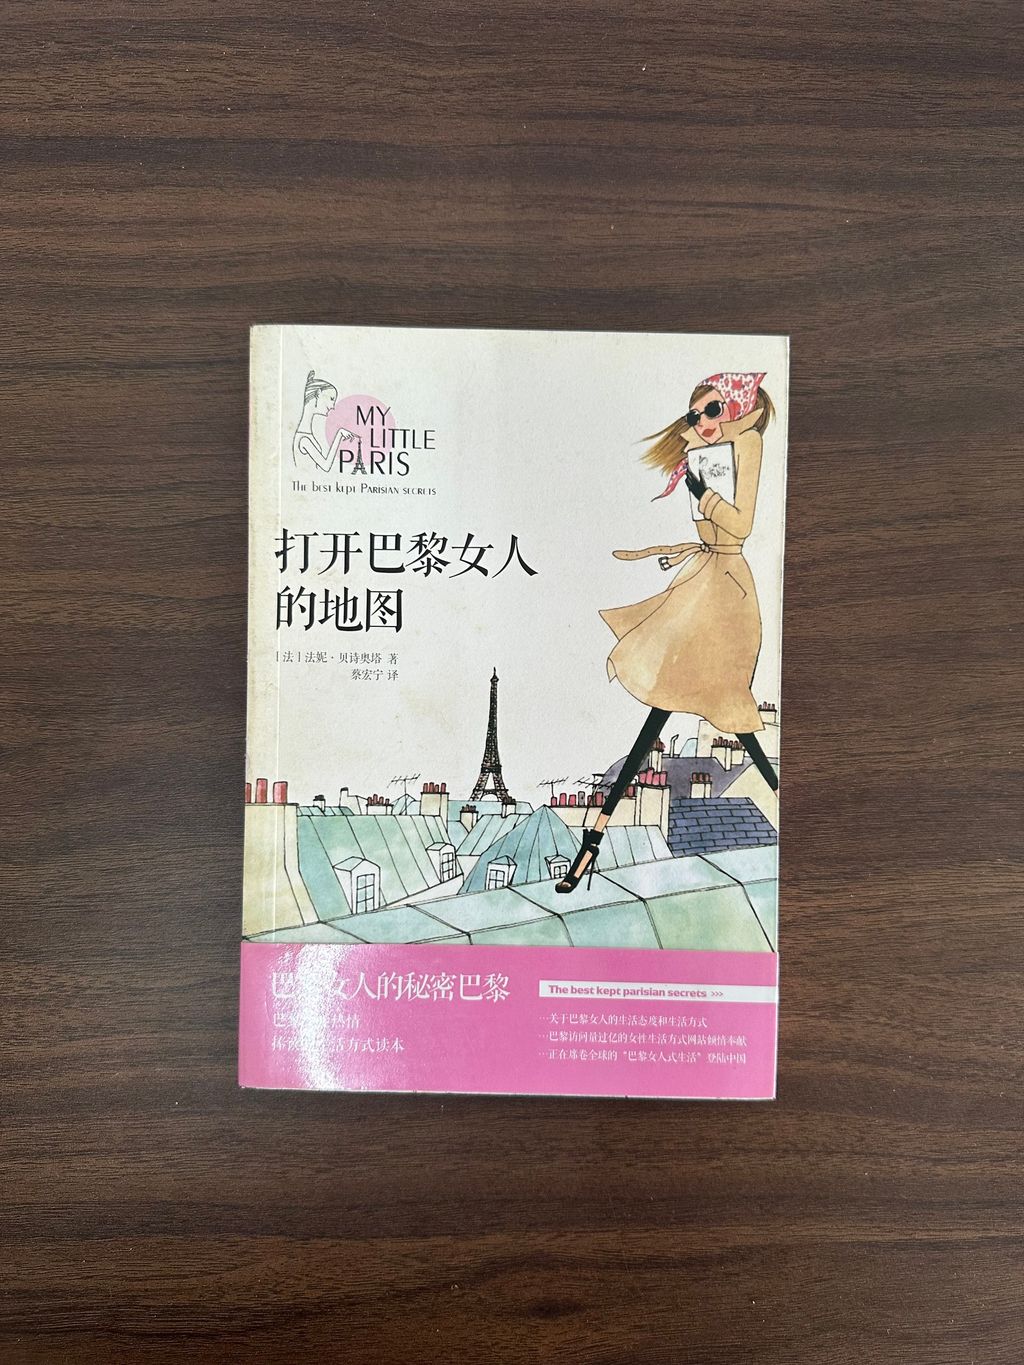 MY
LITTLE
PARIS
The best kept Parisian secrets
打开巴黎女人
的地图
[法]法妮·贝诗奥塔 著
蔡宏宁 译
巴黎女人的秘密巴黎
The best kept parisian secrets >>>
巴黎 热情
活方式读本
…关于巴黎女人的生活态度和生活方式
…巴黎访问量过亿的女性生活方式网站倾情奉献
…正在席卷全球的“巴黎女人式生活”登陆中国